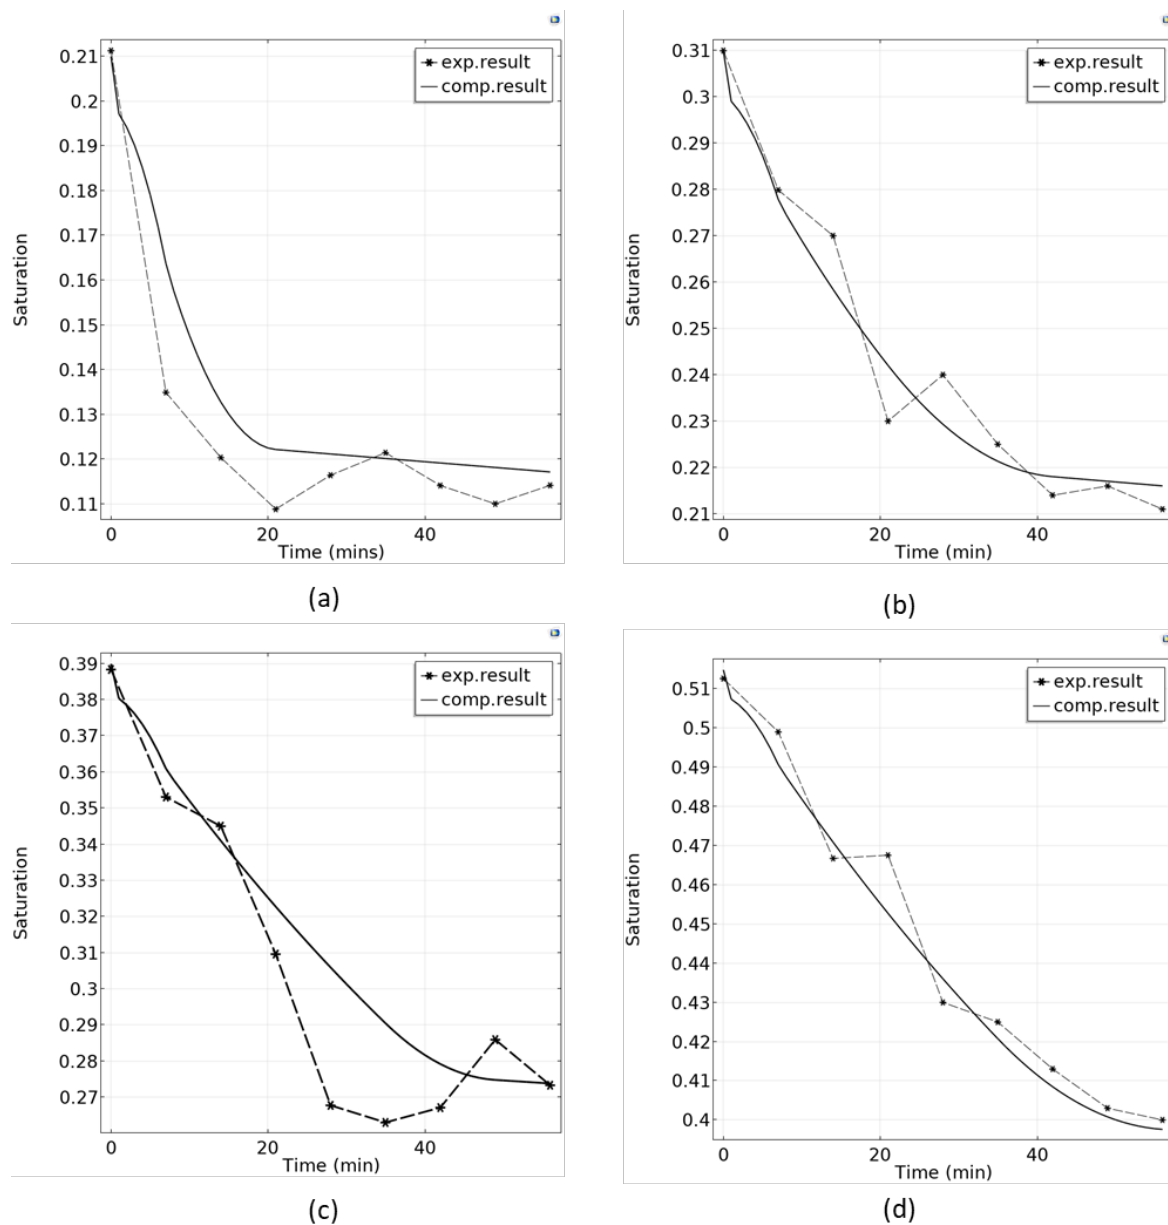 exp.result
comp.result
0.21
0.2
0.19
0.18
0.17
0.16
0.15
0.14
0.13
0.12
0.11
Saturation
0 20 40
Time (mins)
(a)
exp.result
comp.result
0.31
0.3
0.29
0.28
0.27
0.26
0.25
0.24
0.23
0.22
0.21
Saturation
0 20 40
Time (min)
(b)
exp.result
comp.result
0.39
0.38
0.37
0.36
0.35
0.34
0.33
0.32
0.31
0.3
0.29
0.28
0.27
Saturation
0 20 40
Time (min)
(c)
exp.result
comp.result
0.51
0.5
0.49
0.48
0.47
0.46
0.45
0.44
0.43
0.42
0.41
0.4
Saturation
0 20 40
Time (min)
(d)